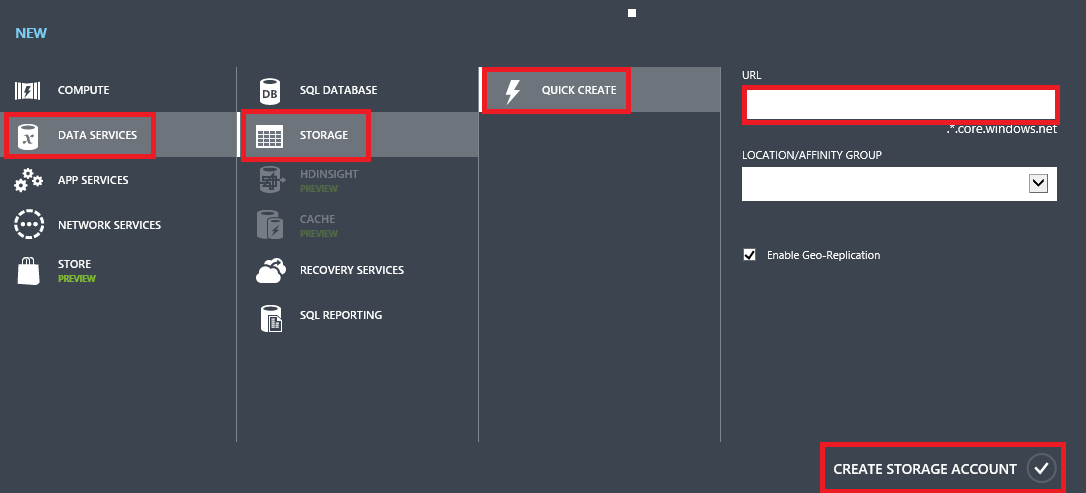 NEW
COMPUTE
DATA SERVICES
APP SERVICES
NETWORK SERVICES
STORE
PREVIEW
DB
SQL DATABASE
STORAGE
HDINSIGHT
PREVIEW
CACHE
PREVIEW
RECOVERY SERVICES
SQL REPORTING
QUICK CREATE
URL
.*.core.windows.net
LOCATION/AFFINITY GROUP
Enable Geo-Replication
CREATE STORAGE ACCOUNT